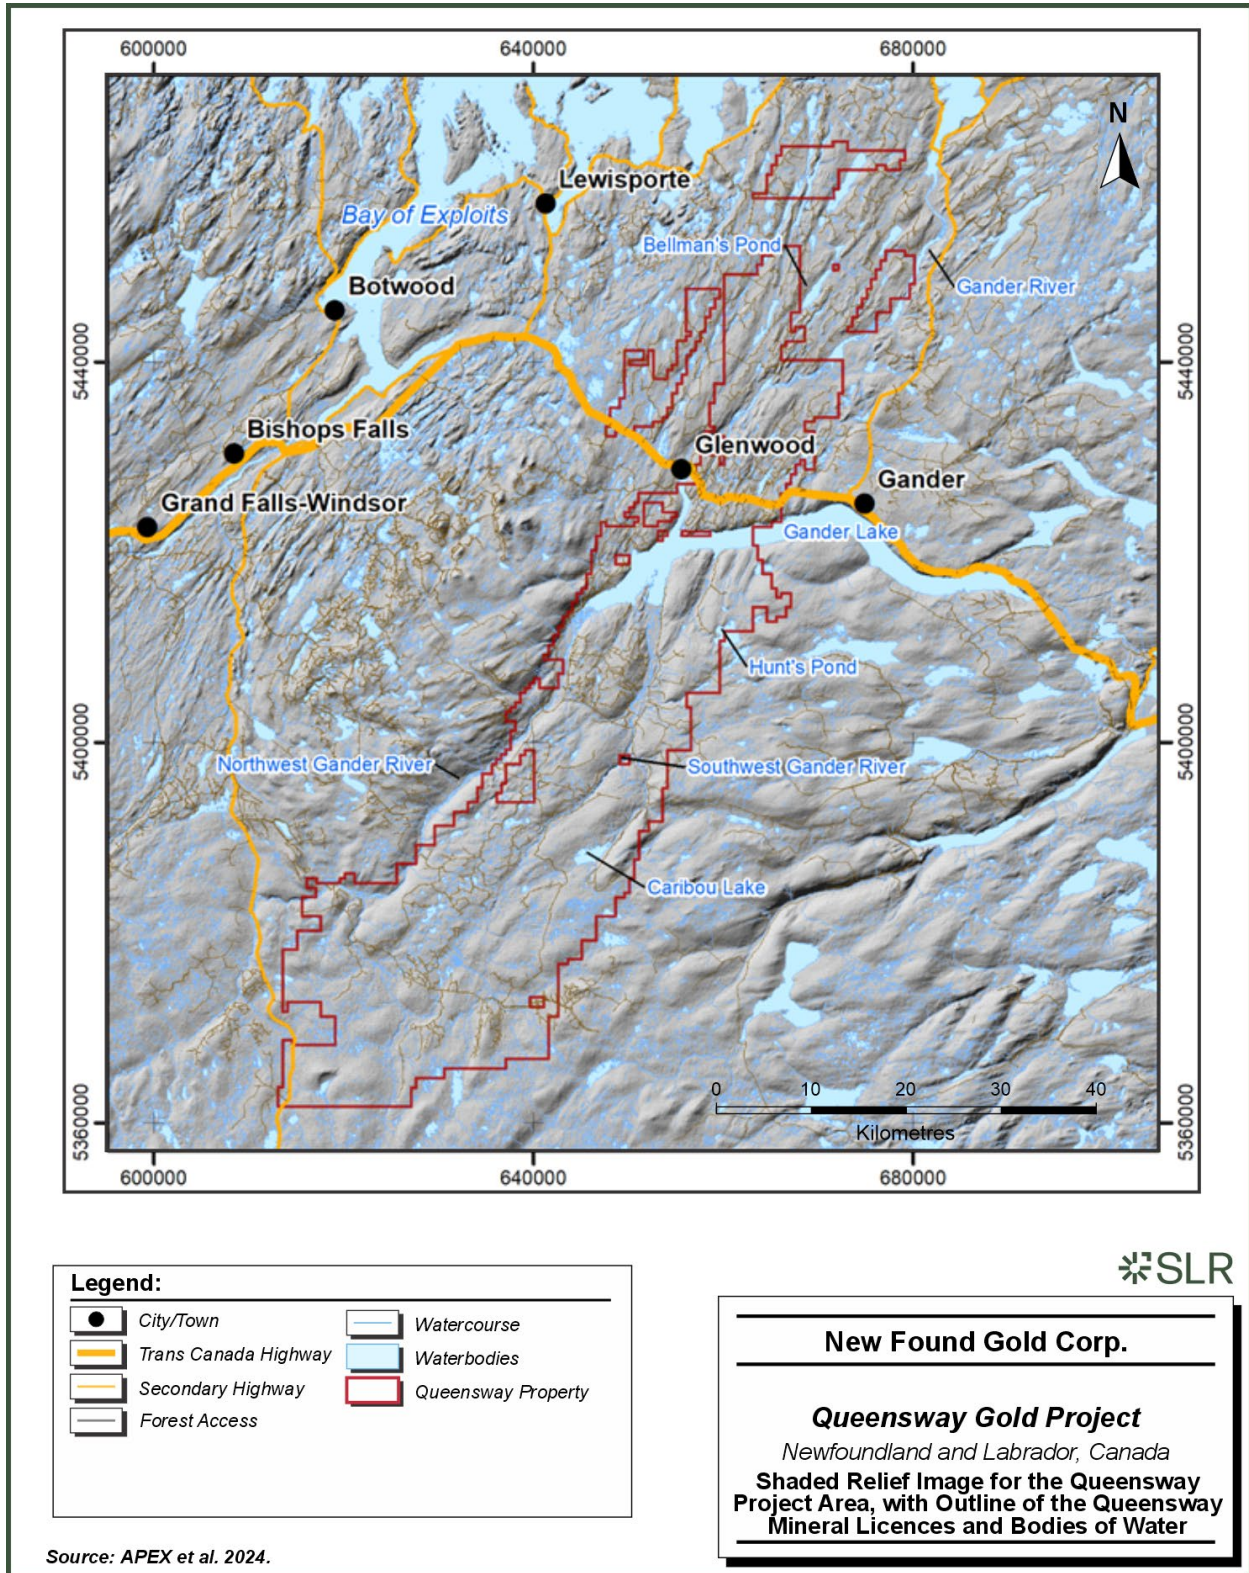 600000 640000 680000
N
Lewisporte
Bay of Exploits
Bellman's Pond
Gander River
Botwood
5440000 5440000
Bishops Falls
Glenwood
Gander
Grand Falls-Windsor
Gander Lake
Hunt's Pond
5400000 5400000
Northwest Gander River
Southwest Gander River
Caribou Lake
0 10 20 30 40
Kilometres
5360000 5360000
600000 640000 680000
Legend:
City/Town
Trans Canada Highway
Secondary Highway
Forest Access
Watercourse
Waterbodies
Queensway Property
SLR
New Found Gold Corp.
Queensway Gold Project
Newfoundland and Labrador, Canada
Shaded Relief Image for the Queensway
Project Area, with Outline of the Queensway
Mineral Licences and Bodies of Water
Source: APEX et al. 2024.